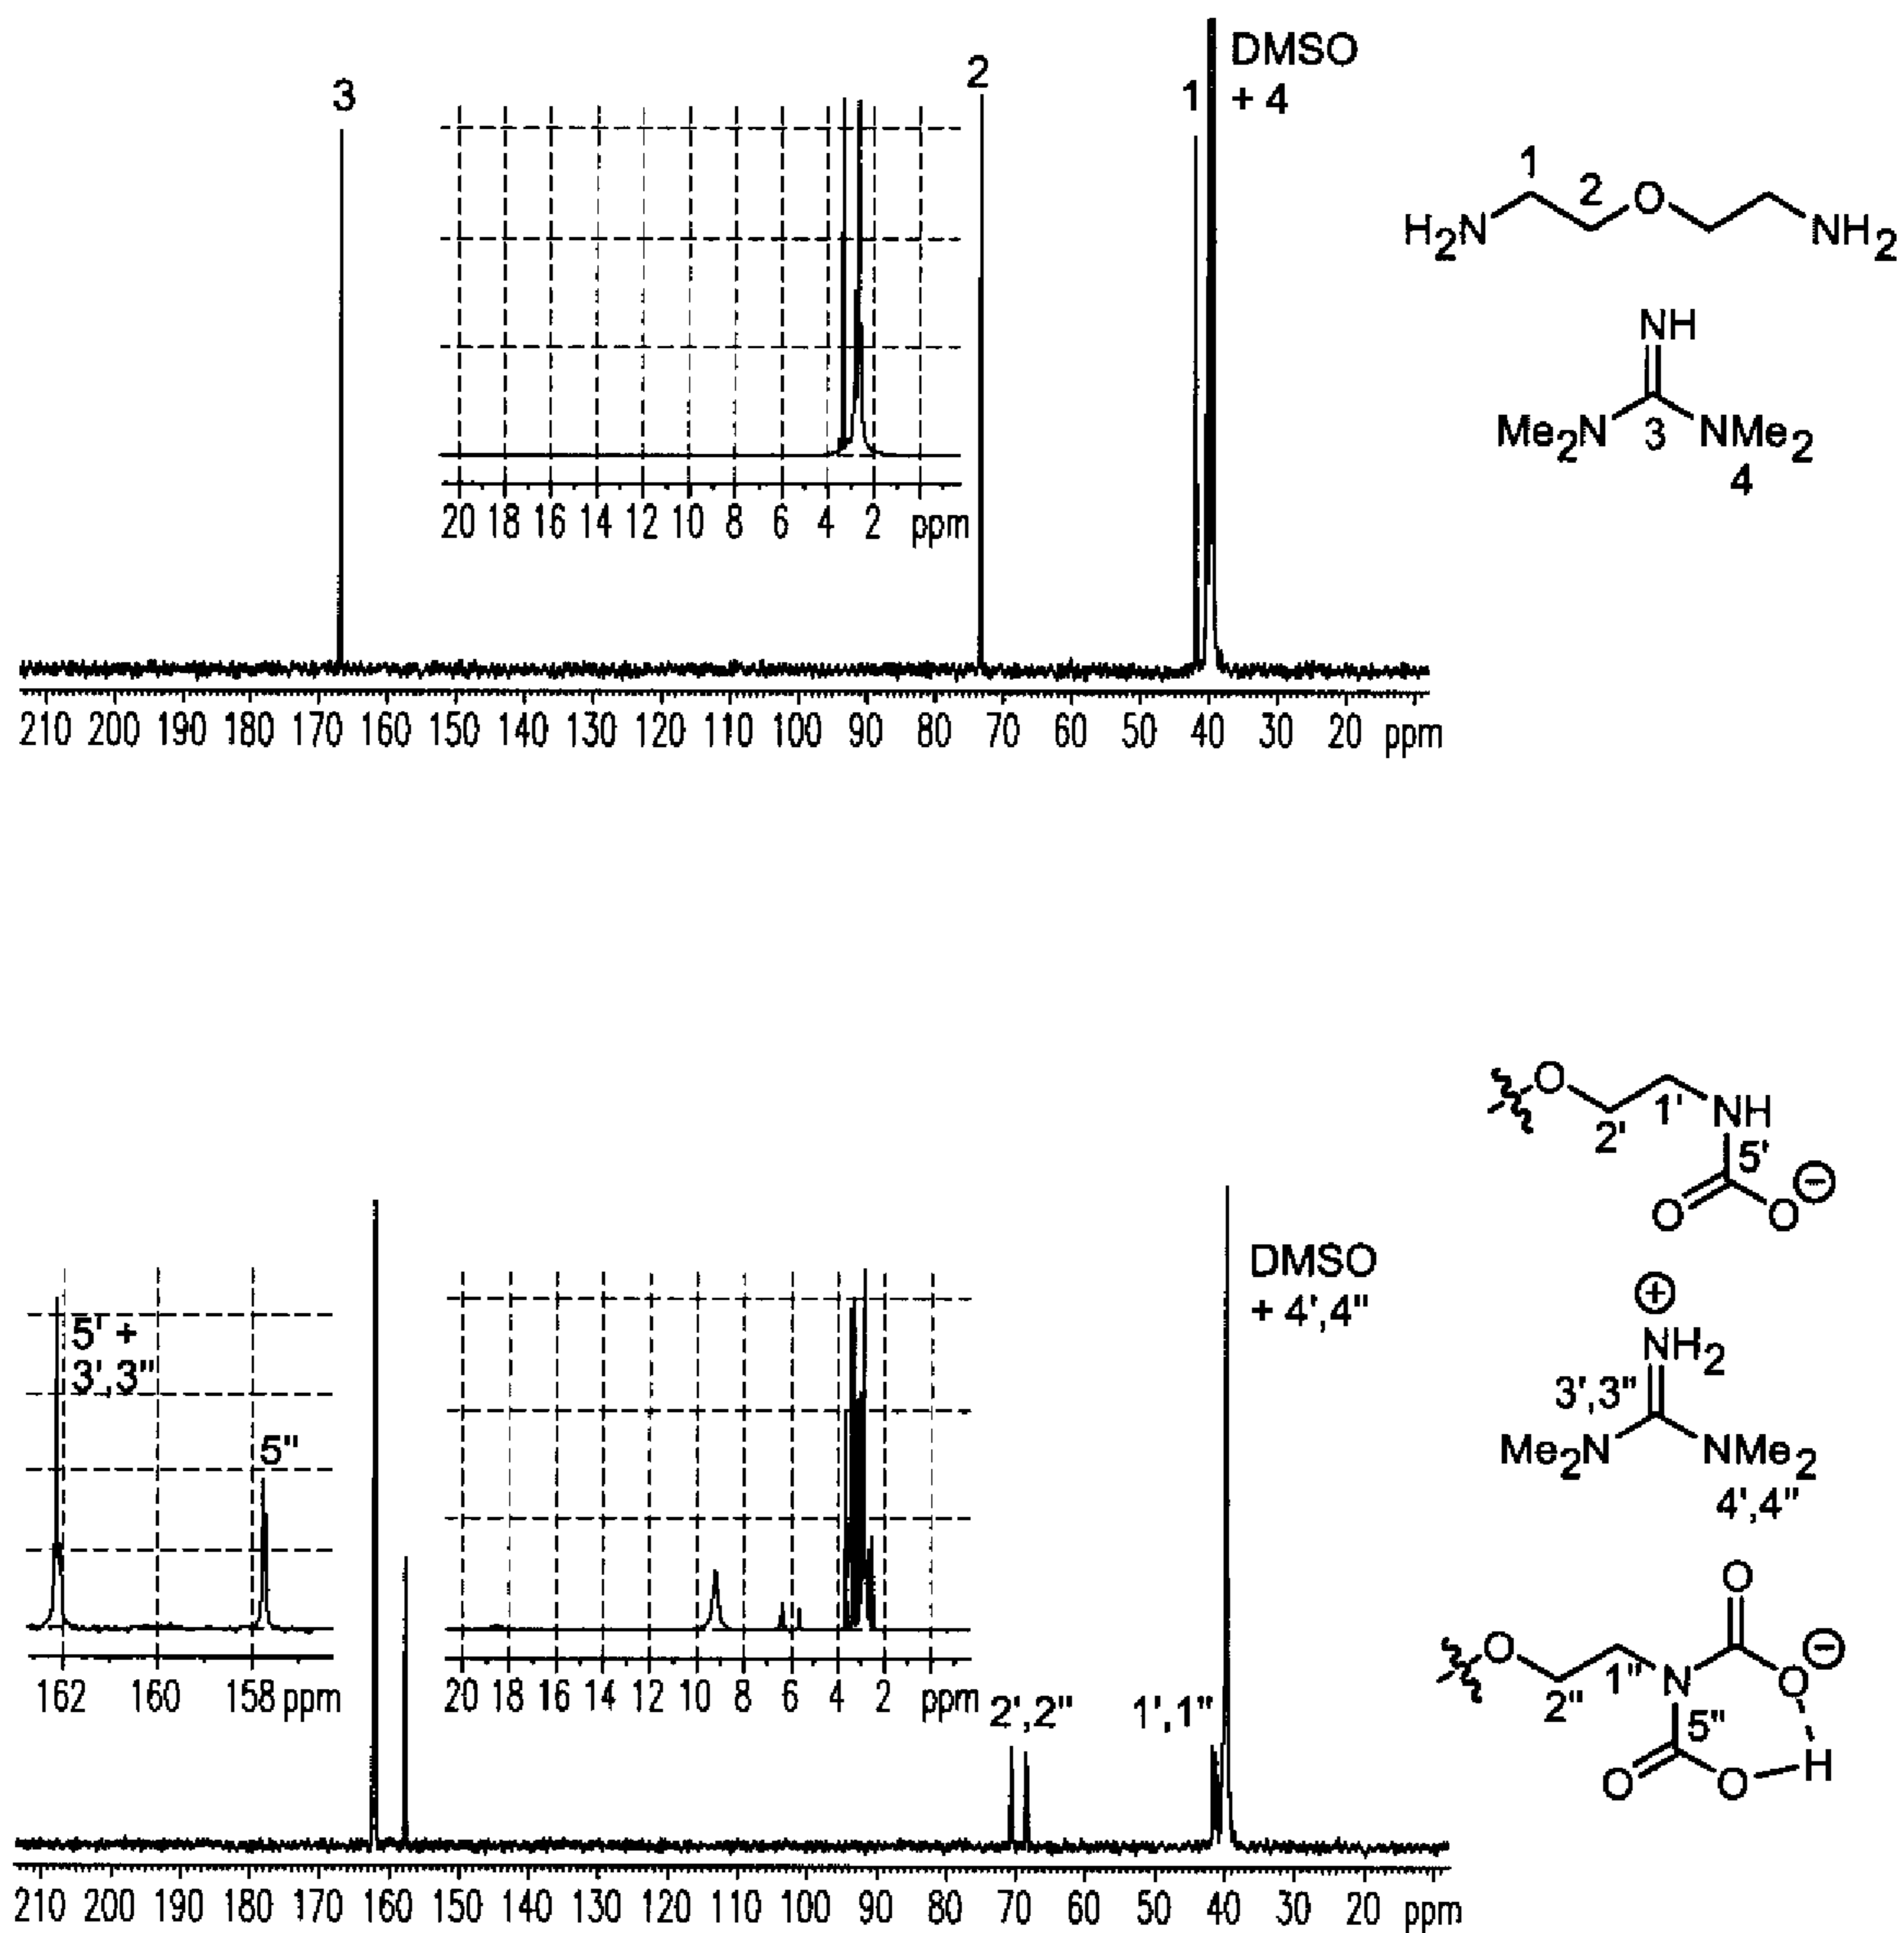 3
2
1
DMSO
+ 4
20 18 16 14 12 10 8 6 4 2 ppm
210 200 190 180 170 160 150 140 130 120 110 100 90 80 70 60 50 40 30 20 ppm
1
2
O
H2N
NH2
NH
Me2N
3
NMe2
4
5' +
3',3"
5"
162 160 158 ppm
20 18 16 14 12 10 8 6 4 2 ppm
DMSO
+ 4',4"
2',2"
1',1"
210 200 190 180 170 160 150 140 130 120 110 100 90 80 70 60 50 40 30 20 ppm
O
1'
NH
2'
5'
O
O⊖
⊕
NH2
3',3"
Me2N
NMe2
4',4"
O
O
1"
N
O⊖
2"
5"
H
O
O